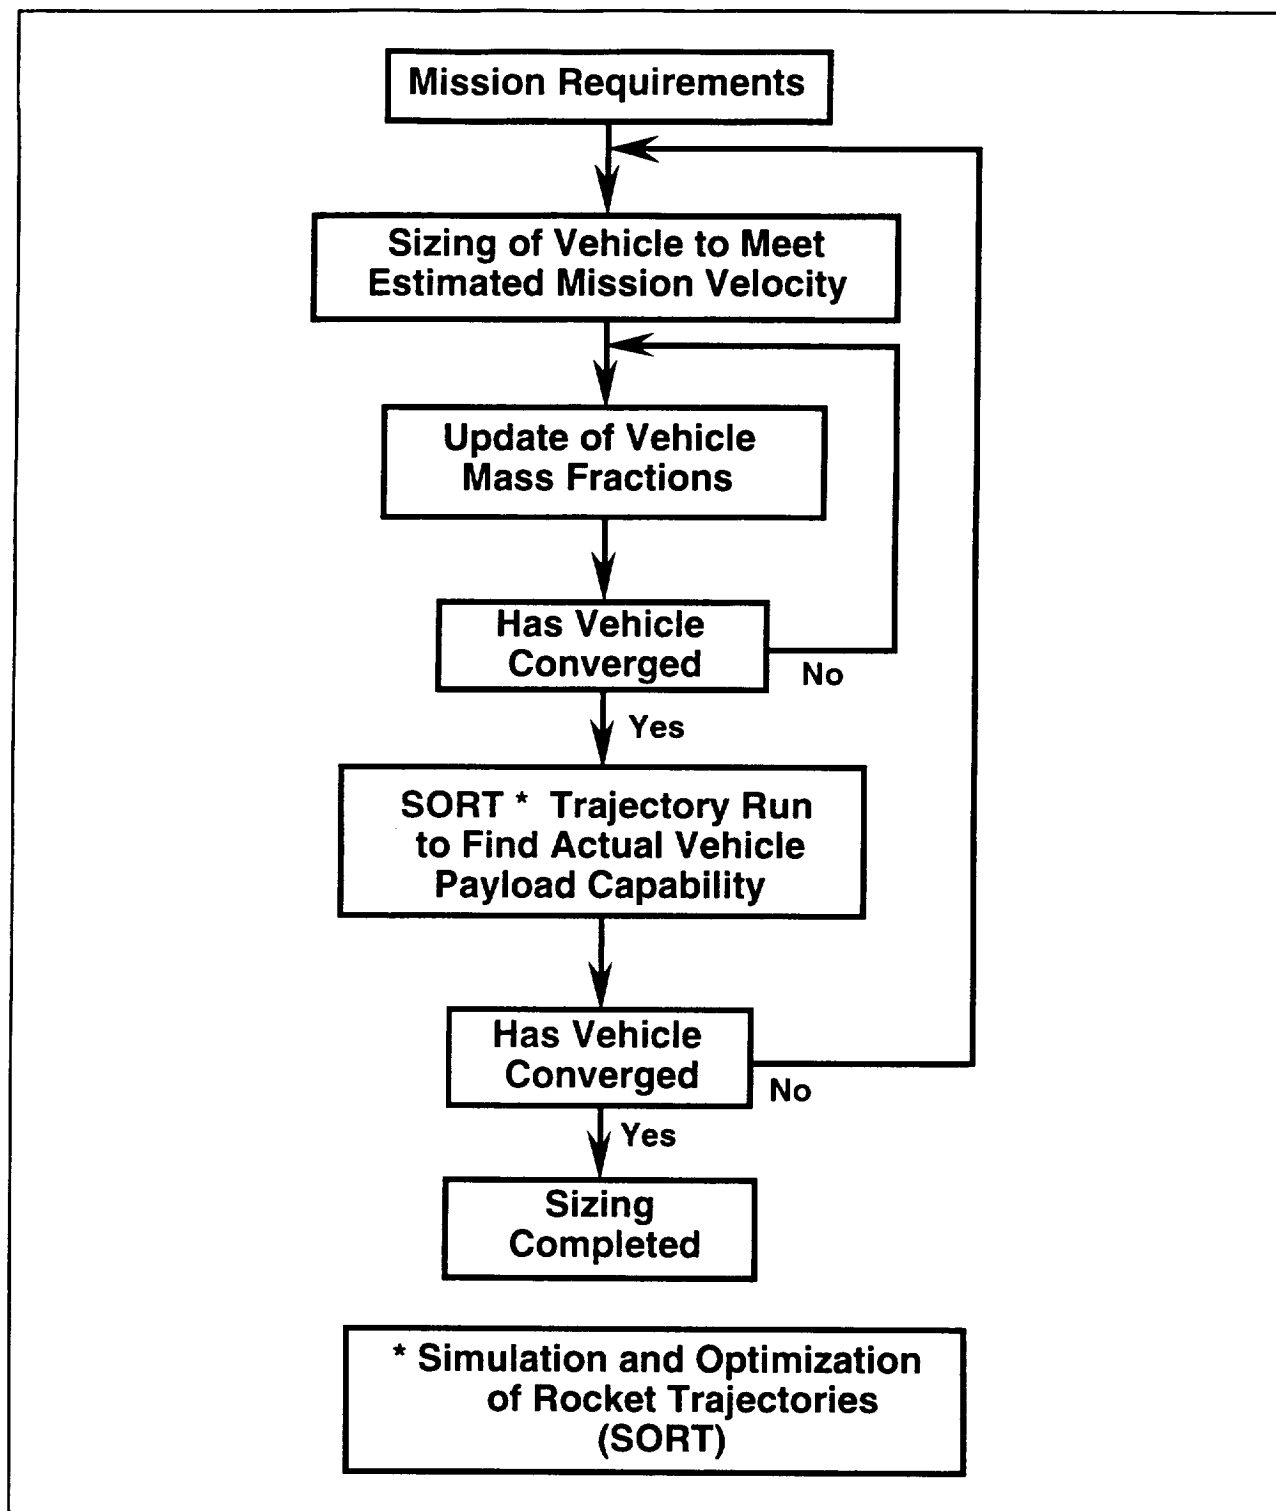 Mission Requirements
Sizing of Vehicle to Meet
Estimated Mission Velocity
Update of Vehicle
Mass Fractions
Has Vehicle
Converged
No
Yes
SORT * Trajectory Run
to Find Actual Vehicle
Payload Capability
Has Vehicle
Converged
No
Yes
Sizing
Completed
* Simulation and Optimization
of Rocket Trajectories
(SORT)